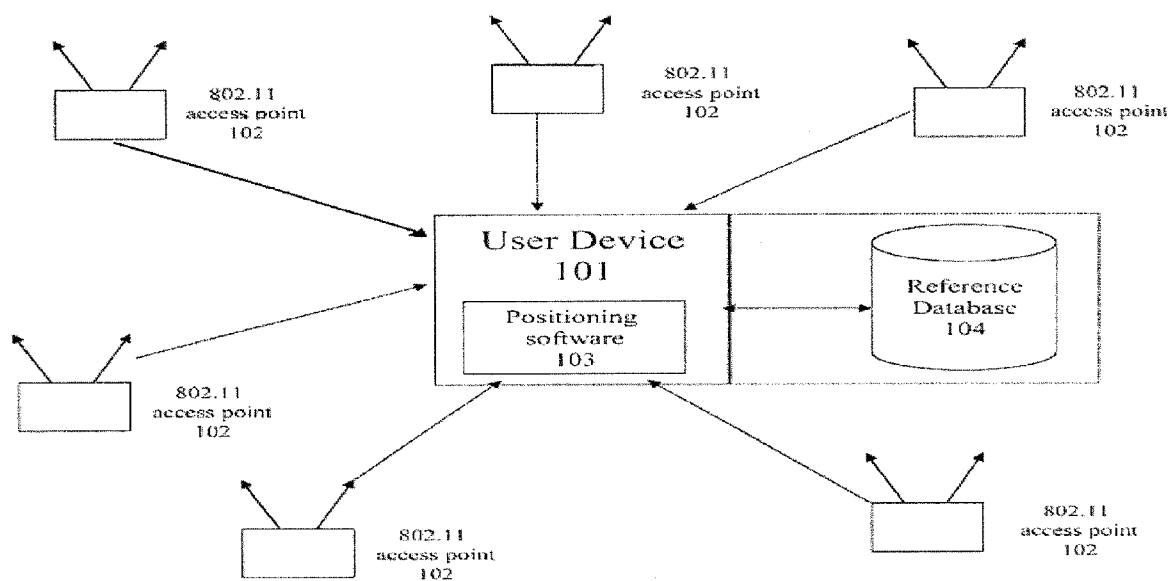 802.11
access point
102
802.11
access point
102
802.11
access point
102
User Device
101
Positioning
software
103
Reference
Database
104
802.11
access point
102
802.11
access point
102
802.11
access point
102